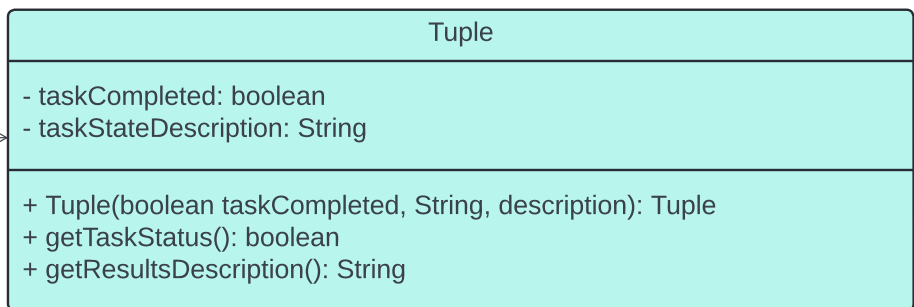 Tuple
- taskCompleted: boolean
- taskStateDescription: String
+ Tuple(boolean taskCompleted, String, description): Tuple
+ getTaskStatus(): boolean
+ getResultsDescription(): String